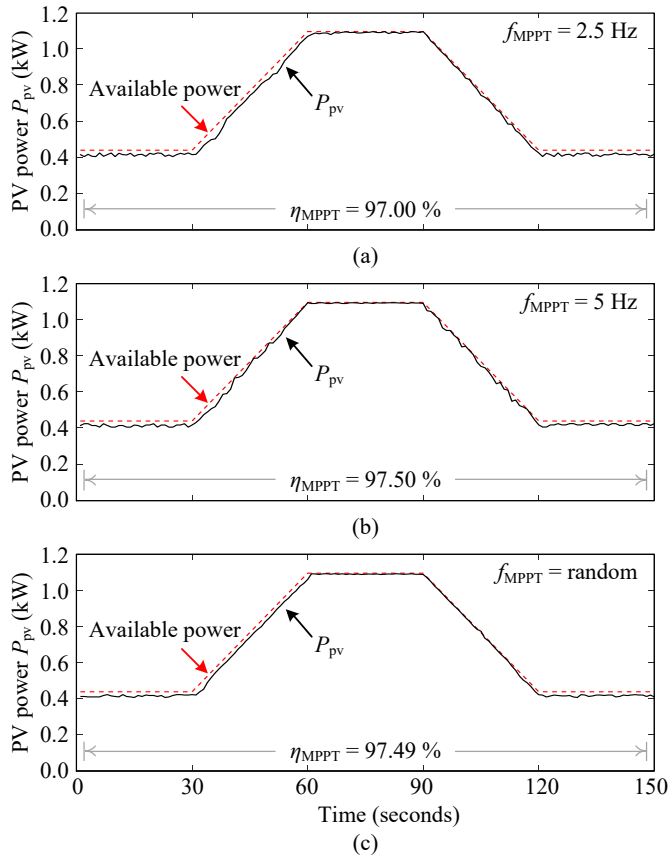 PV power Ppv (kW)
1.2
1.0
0.8
0.6
0.4
0.2
0.0
fMPPT = 2.5 Hz
Available power
Ppv
ηMPPT = 97.00 %
(a)
PV power Ppv (kW)
1.2
1.0
0.8
0.6
0.4
0.2
0.0
fMPPT = 5 Hz
Available power
Ppv
ηMPPT = 97.50 %
(b)
PV power Ppv (kW)
1.2
1.0
0.8
0.6
0.4
0.2
0.0
fMPPT = random
Available power
Ppv
ηMPPT = 97.49 %
0 30 60 90 120 150
Time (seconds)
(c)